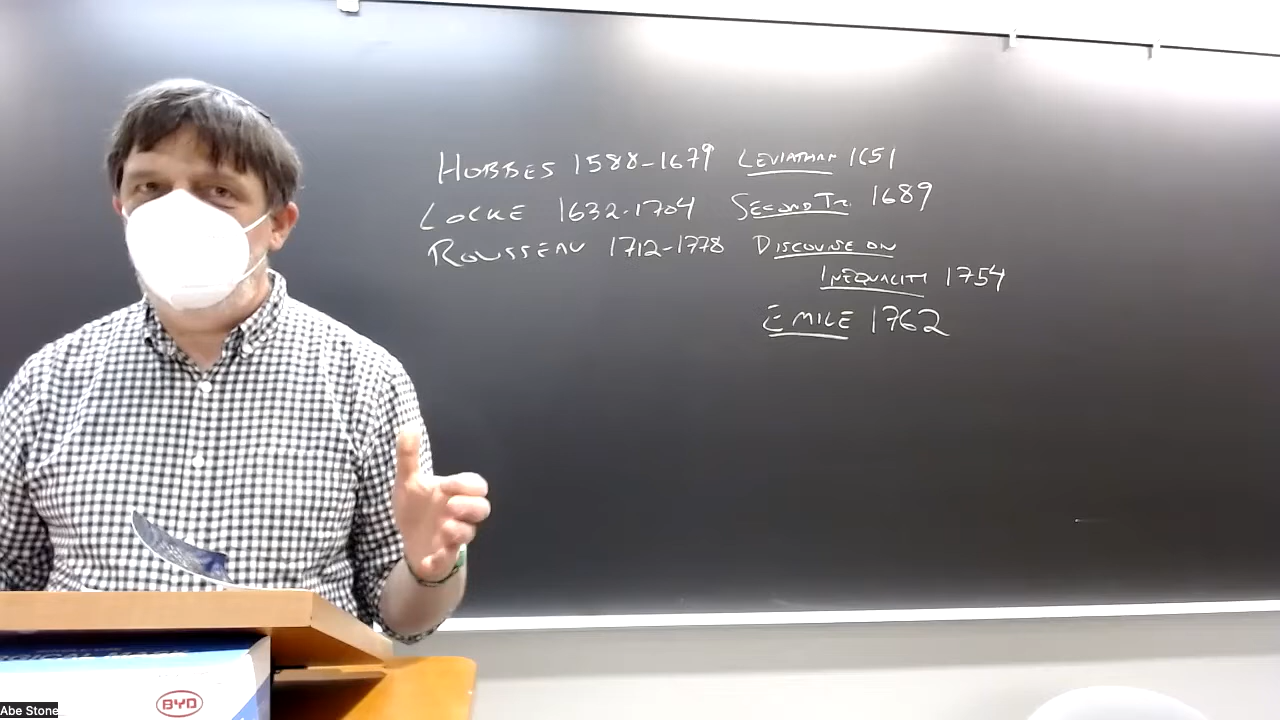 HOBBES 1588-1679 LEVIATHAN 1651
LOCKE 1632-1704 SECOND TR. 1689
ROUSSEAU 1712-1778 DISCOURSE ON
INEQUALITY 1754
EMILE 1762
BYD
Abe Stone